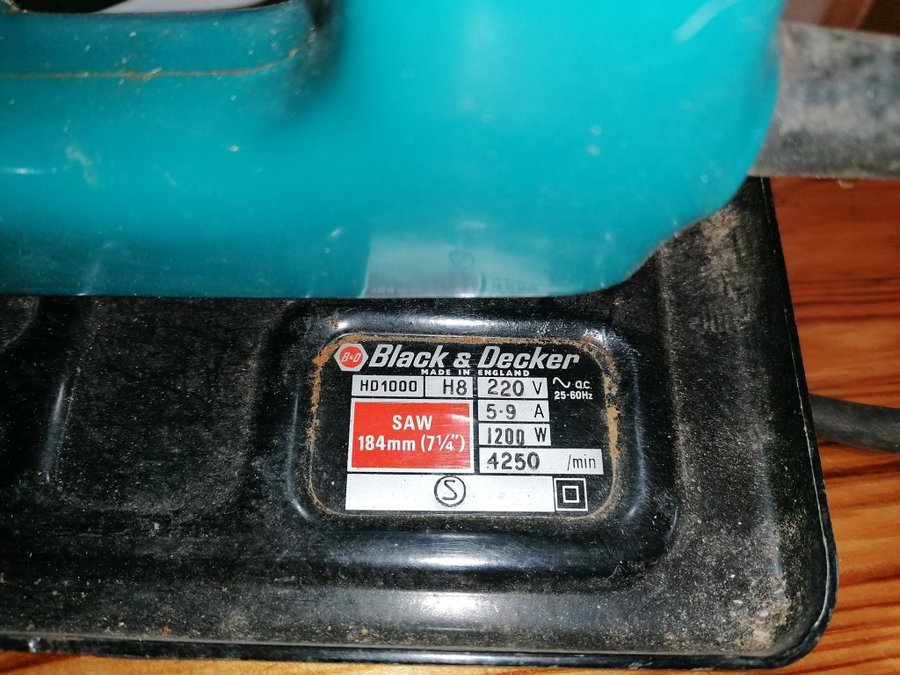 B&D Black & Decker
MADE IN ENGLAND
HD1000 H8 220 V ∿ a.c.
25-60Hz
SAW
184mm (7¼")
5·9 A
1200 W
4250 /min
S